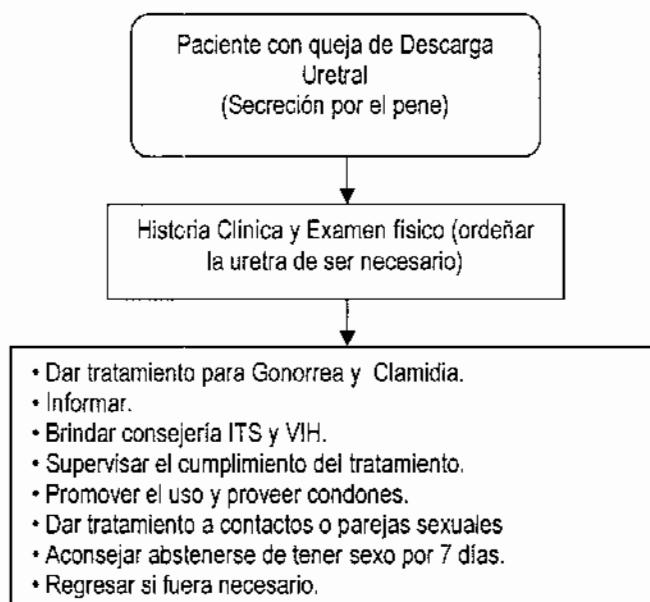 Paciente con queja de Descarga
Uretral
(Secreción por el pene)
Historia Clínica y Examen físico (ordeñar
la uretra de ser necesario)
• Dar tratamiento para Gonorrea y Clamidia.
• Informar.
• Brindar consejería ITS y VIH.
• Supervisar el cumplimiento del tratamiento.
• Promover el uso y proveer condones.
• Dar tratamiento a contactos o parejas sexuales
• Aconsejar abstenerse de tener sexo por 7 días.
• Regresar si fuera necesario.